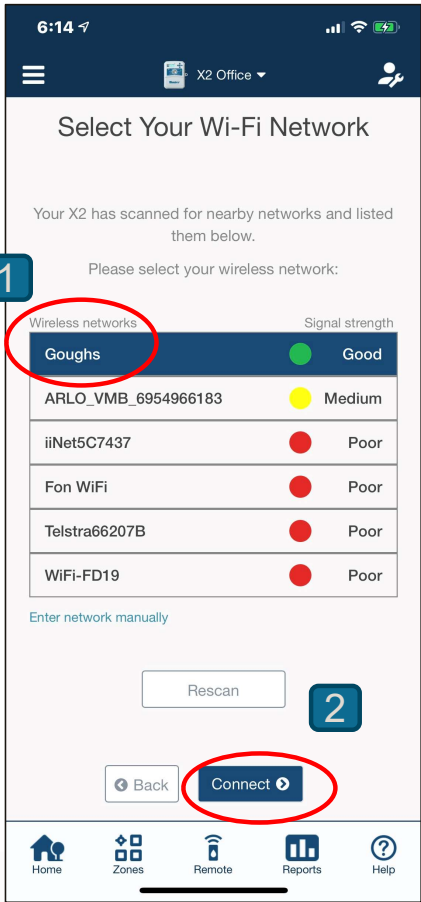 6:14
X2 Office
Select Your Wi-Fi Network
Your X2 has scanned for nearby networks and listed
them below.
1
Please select your wireless network:
Wireless networks Signal strength
Goughs Good
ARLO_VMB_6954966183 Medium
iiNet5C7437 Poor
Fon WiFi Poor
Telstra66207B Poor
WiFi-FD19 Poor
Enter network manually
Rescan
2
Back Connect
Home Zones Remote Reports Help